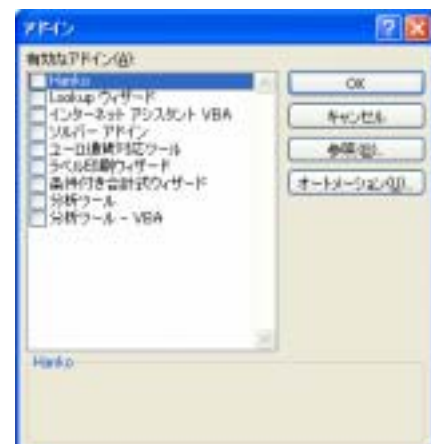 アドイン
有効なアドイン(A):
Hanko
Lookup ウィザード
インターネット アシスタント VBA
ソルバー アドイン
ユーロ連結対応ツール
ラベル印刷ウィザード
条件付き合計式ウィザード
分析ツール
分析ツール - VBA
OK
キャンセル
参照(B)...
オートメーション(U)...
Hanko